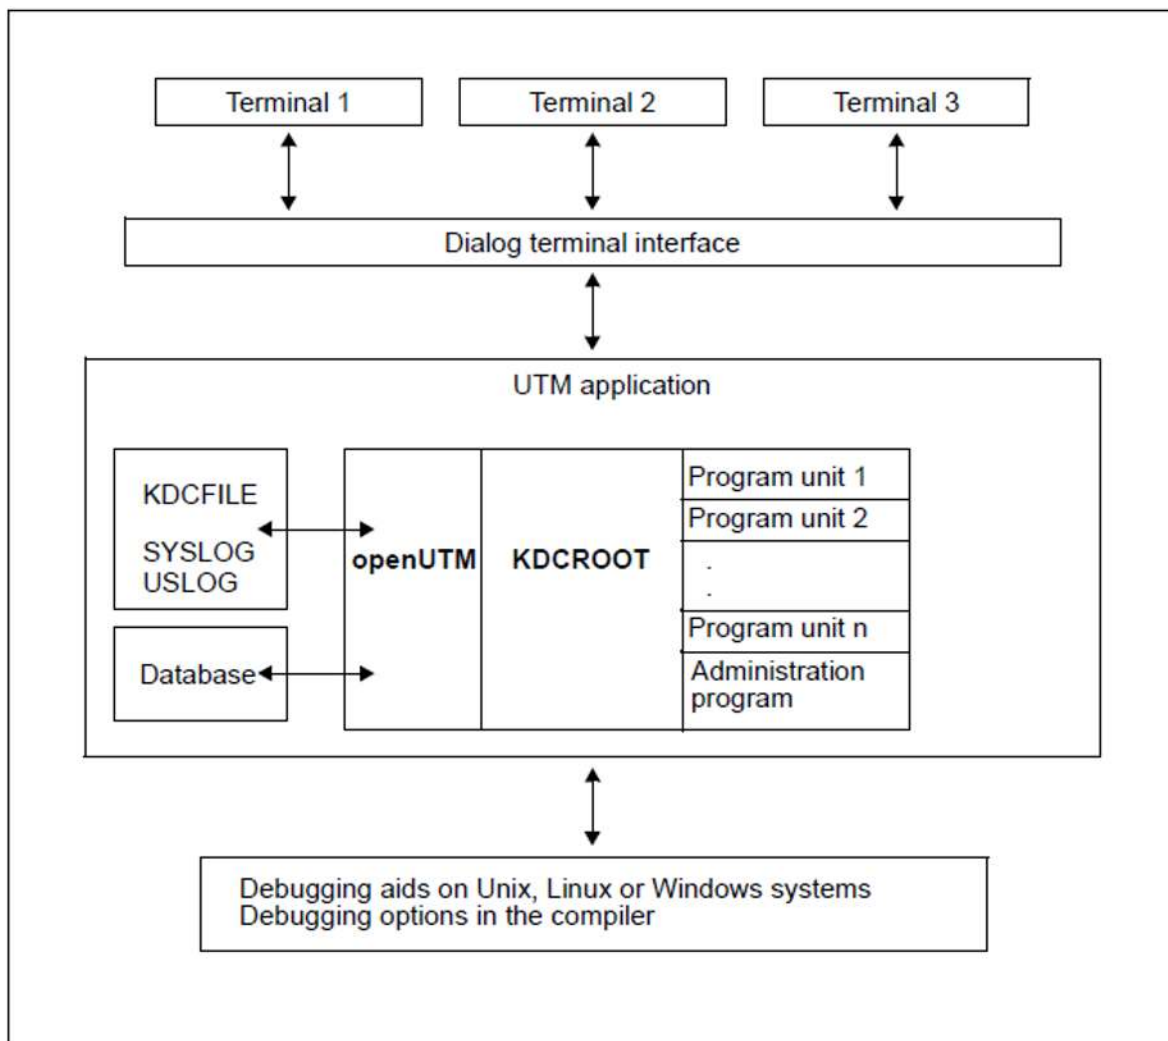 Terminal 1
Terminal 2
Terminal 3
Dialog terminal interface
UTM application
KDCFILE
SYSLOG
USLOG
Database
openUTM
KDCROOT
Program unit 1
Program unit 2
.
.
Program unit n
Administration
program
Debugging aids on Unix, Linux or Windows systems
Debugging options in the compiler